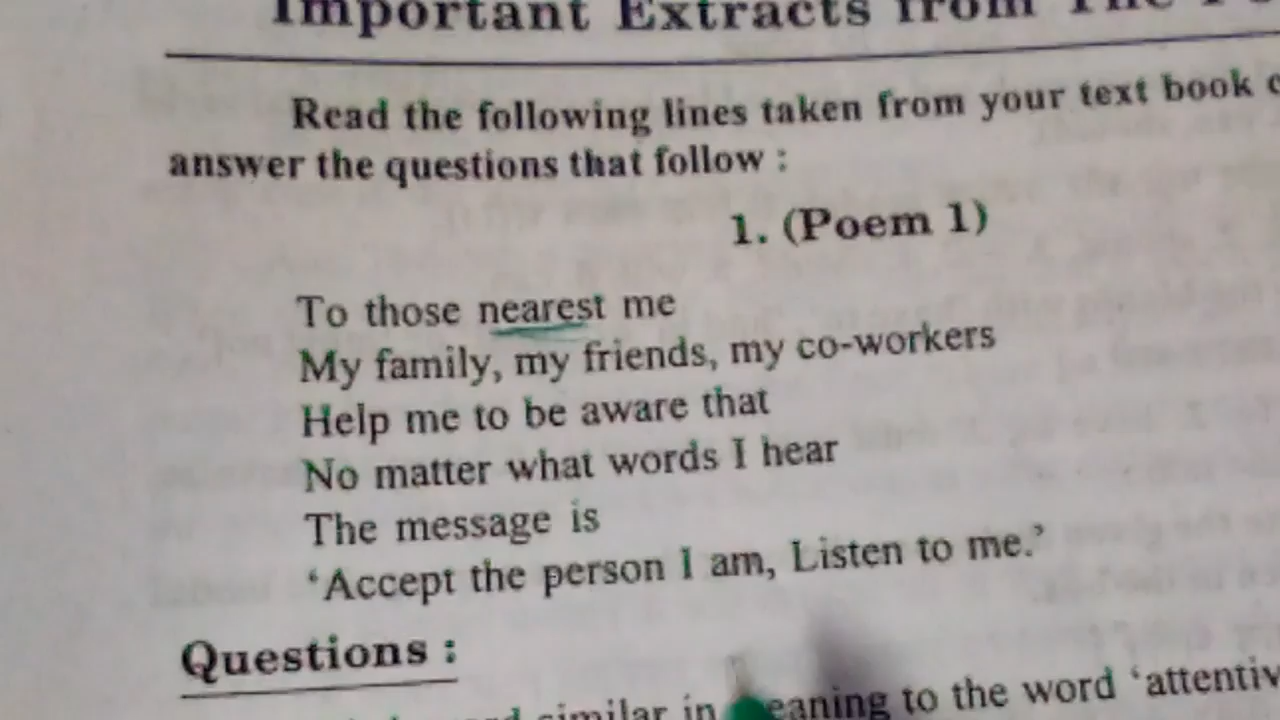 Important Extracts from The
Read the following lines taken from your text book
answer the questions that follow :
1. (Poem 1)
To those nearest me
My family, my friends, my co-workers
Help me to be aware that
No matter what words I hear
The message is
‘Accept the person I am, Listen to me.’
Questions :
similar in meaning to the word ‘attentiv